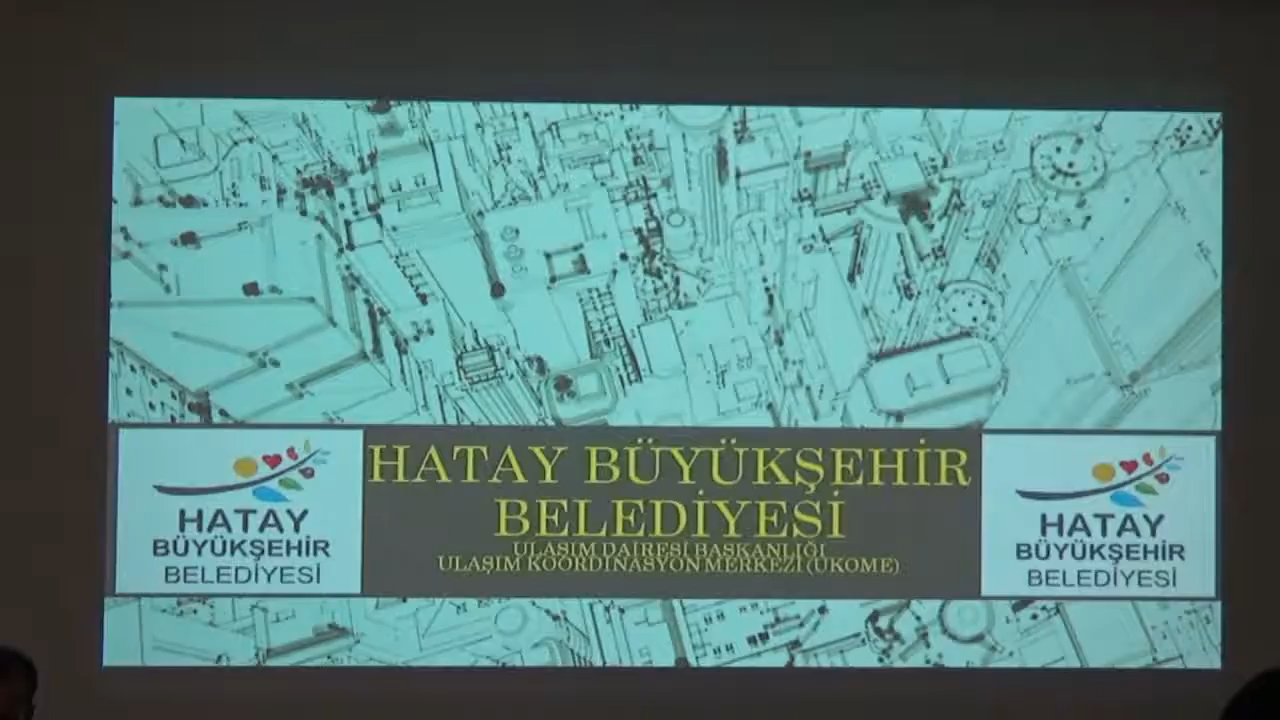 HATAY BÜYÜKŞEHİR
BELEDİYESİ
ULAŞIM DAİRESİ BAŞKANLIĞI
ULAŞIM KOORDİNASYON MERKEZİ (UKOME)
HATAY
BÜYÜKŞEHİR
BELEDİYESİ
HATAY
BÜYÜKŞEHİR
BELEDİYESİ